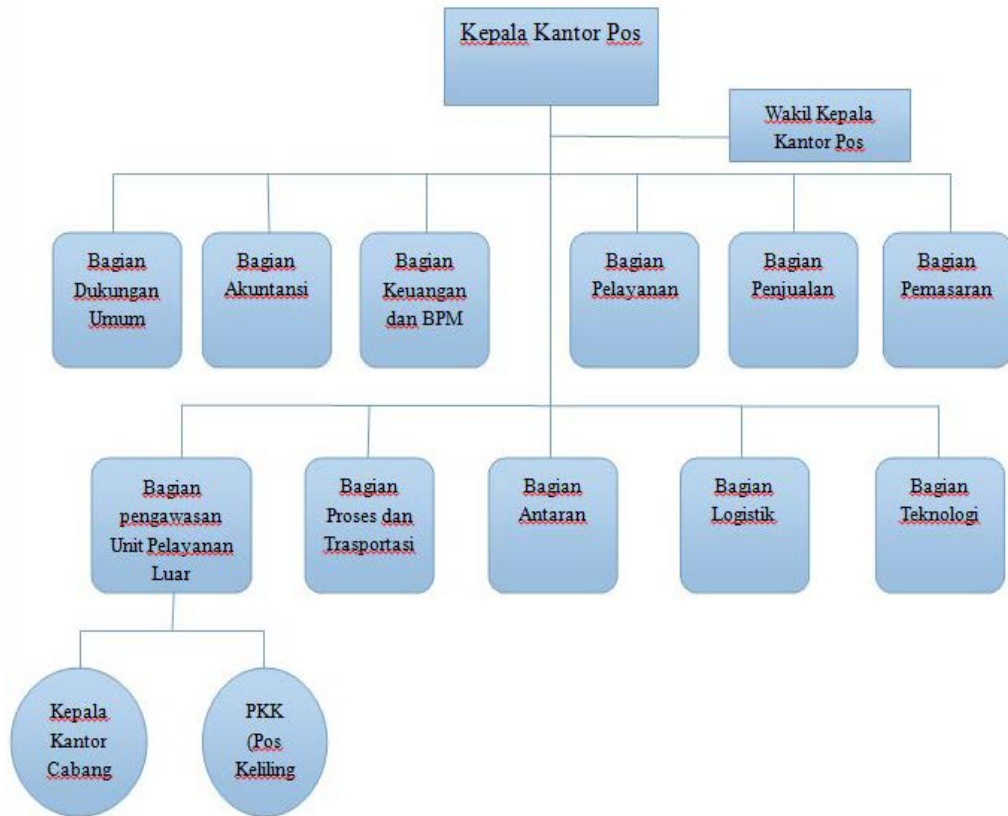 Kepala Kantor Pos
Wakil Kepala
Kantor Pos
Bagian
Dukungan
Umum
Bagian
Akuntansi
Bagian
Keuangan
dan BPM
Bagian
Pelayanan
Bagian
Penjualan
Bagian
Pemasaran
Bagian
pengawasan
Unit Pelayanan
Luar
Bagian
Proses dan
Trasportasi
Bagian
Antaran
Bagian
Logistik
Bagian
Teknologi
Kepala
Kantor
Cabang
PKK
(Pos
Keliling